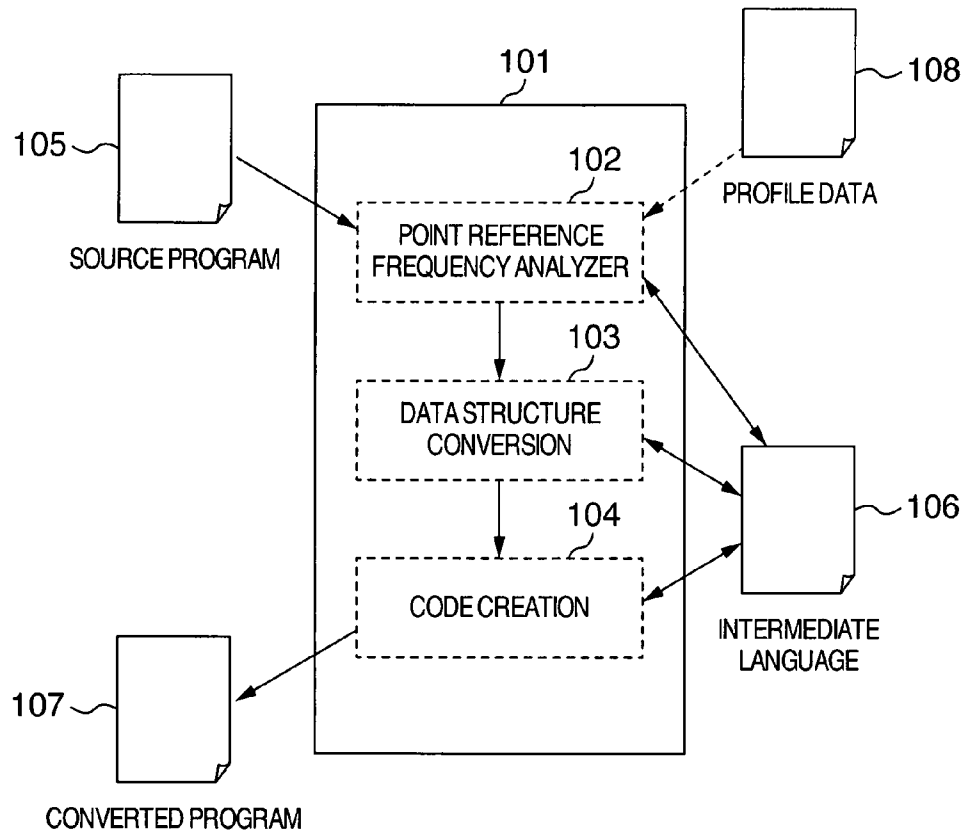 101
108
105
102
PROFILE DATA
POINT REFERENCE
FREQUENCY ANALYZER
SOURCE PROGRAM
103
DATA STRUCTURE
CONVERSION
104
106
CODE CREATION
INTERMEDIATE
LANGUAGE
107
CONVERTED PROGRAM